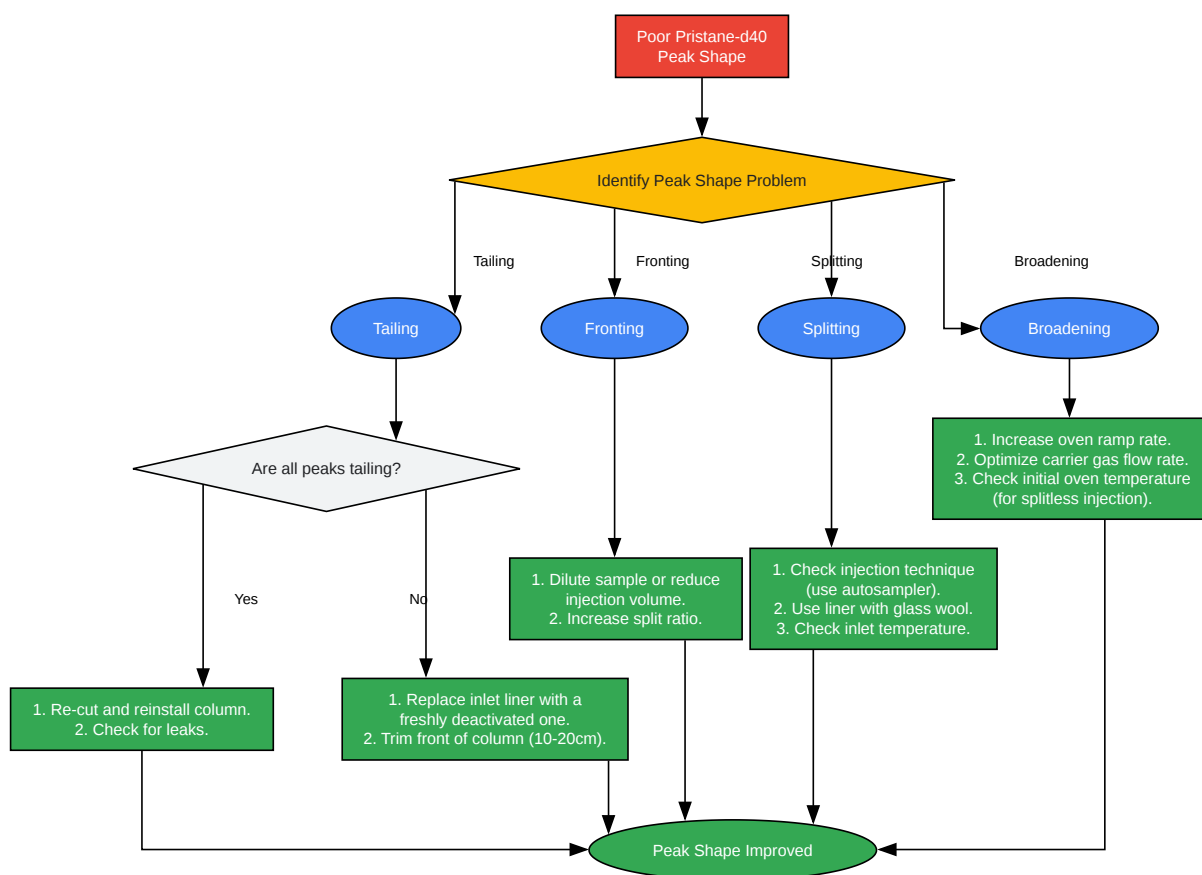 Poor Pristane-d40
Peak Shape
Identify Peak Shape Problem
Tailing
Fronting
Splitting
Broadening
Tailing
Fronting
Splitting
Broadening
Are all peaks tailing?
1. Increase oven ramp rate.
2. Optimize carrier gas flow rate.
3. Check initial oven temperature
(for splitless injection).
Yes
No
1. Dilute sample or reduce
injection volume.
2. Increase split ratio.
1. Check injection technique
(use autosampler).
2. Use liner with glass wool.
3. Check inlet temperature.
1. Re-cut and reinstall column.
2. Check for leaks.
1. Replace inlet liner with a
freshly deactivated one.
2. Trim front of column (10-20cm).
Peak Shape Improved